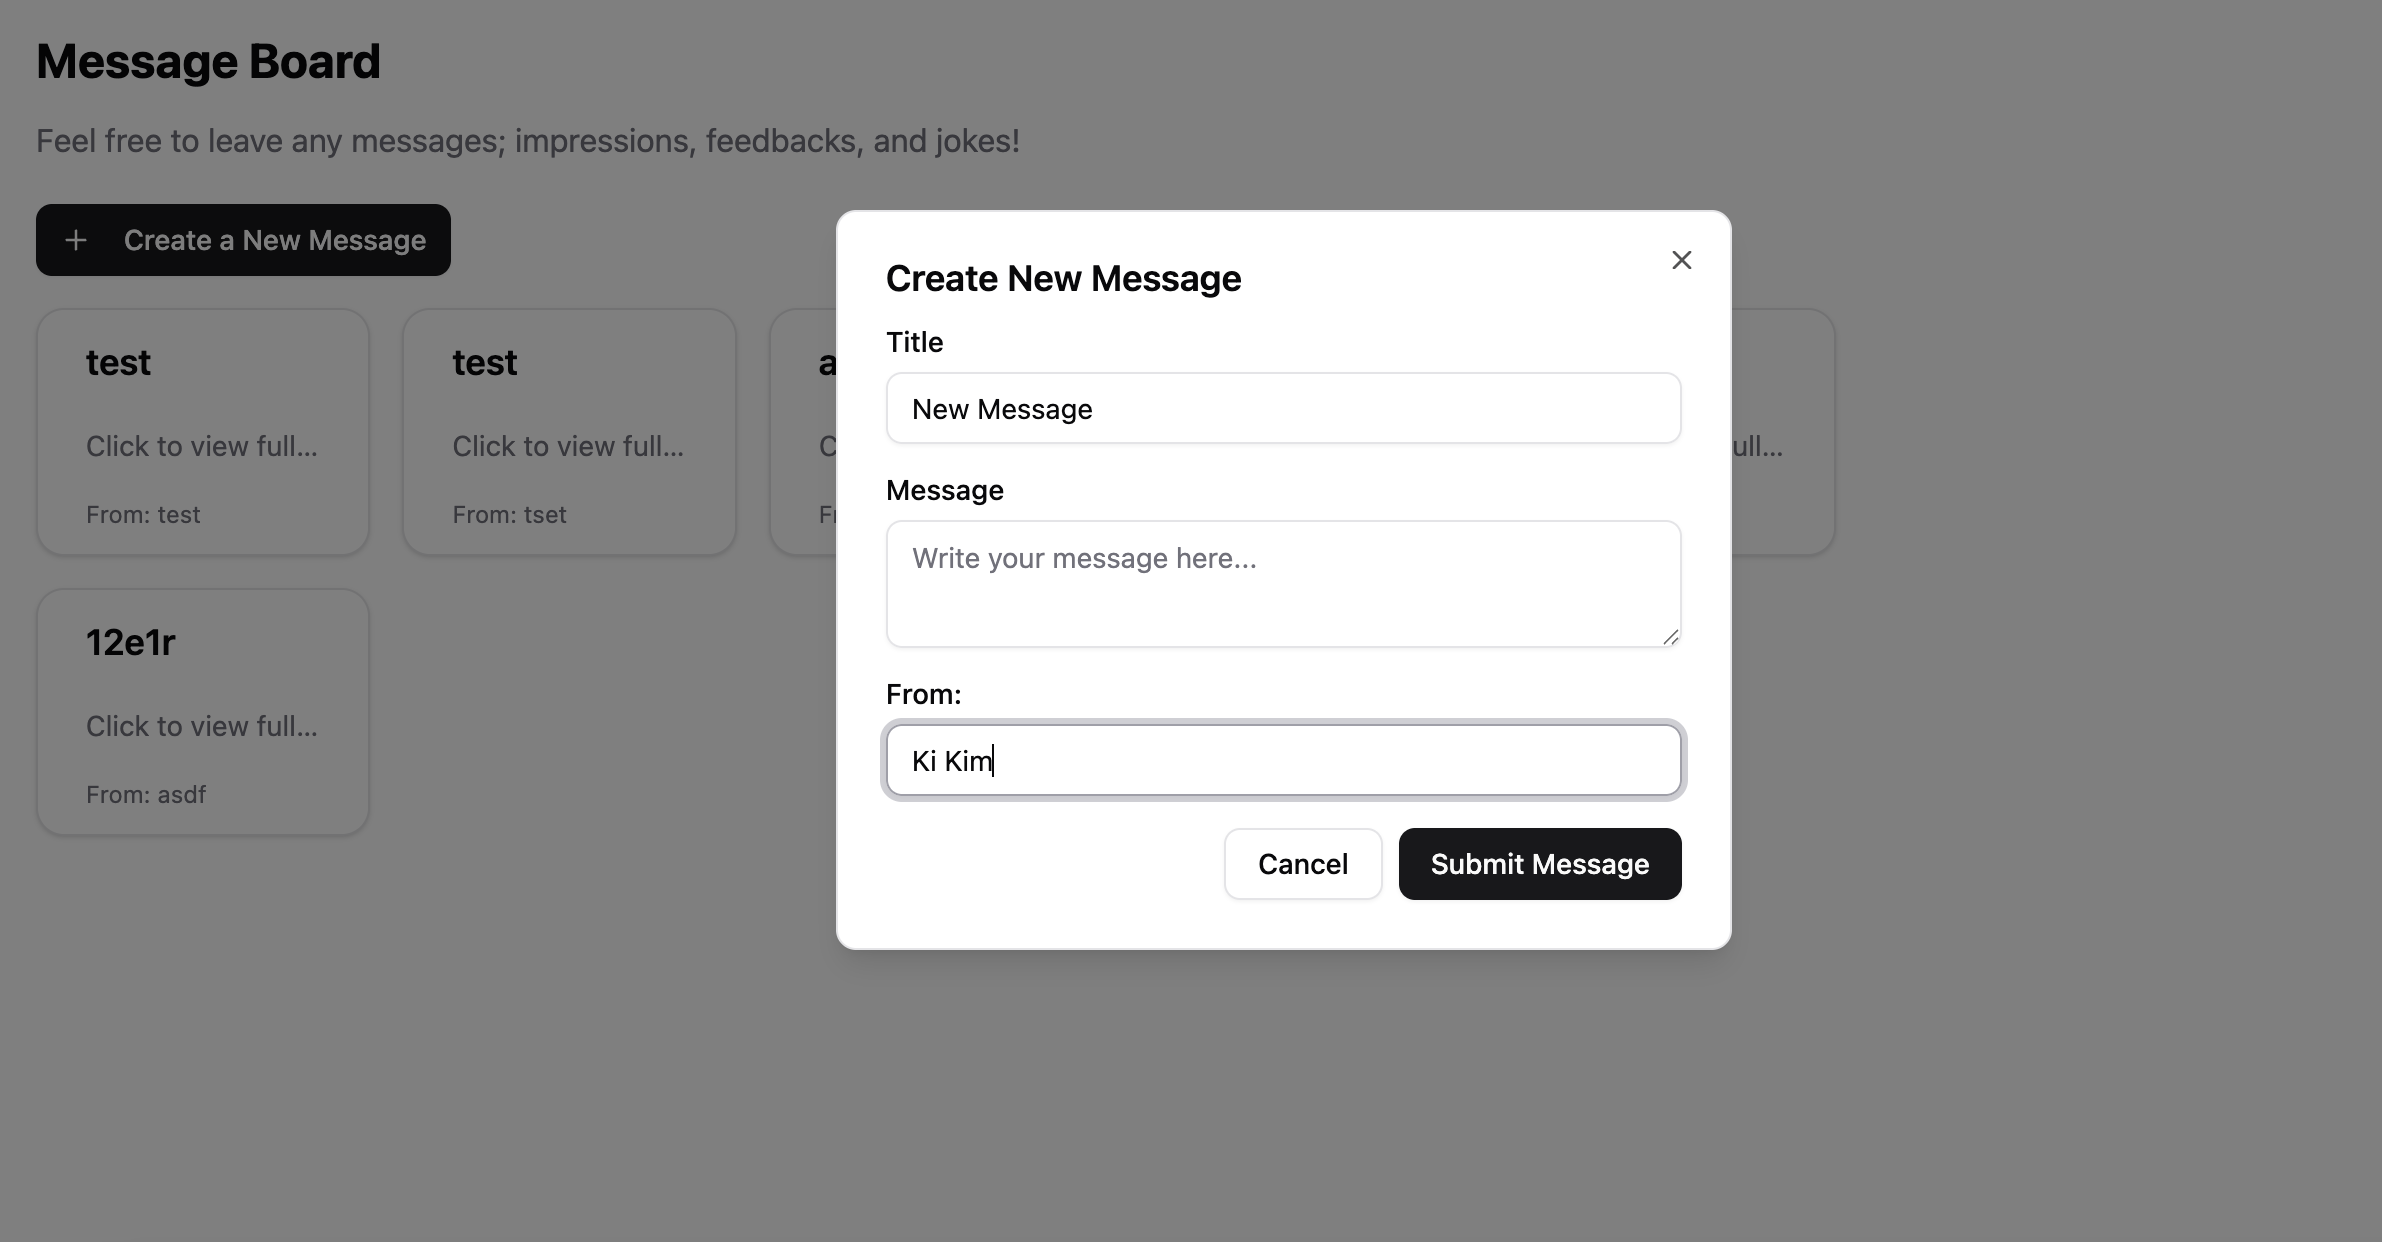 Message Board
Feel free to leave any messages; impressions, feedbacks, and jokes!
+ Create a New Message
test
Click to view full...
From: test
test
Click to view full...
From: tset
12e1r
Click to view full...
From: asdf
Create New Message
Title
New Message
Message
Write your message here...
From:
Ki Kim
Cancel
Submit Message